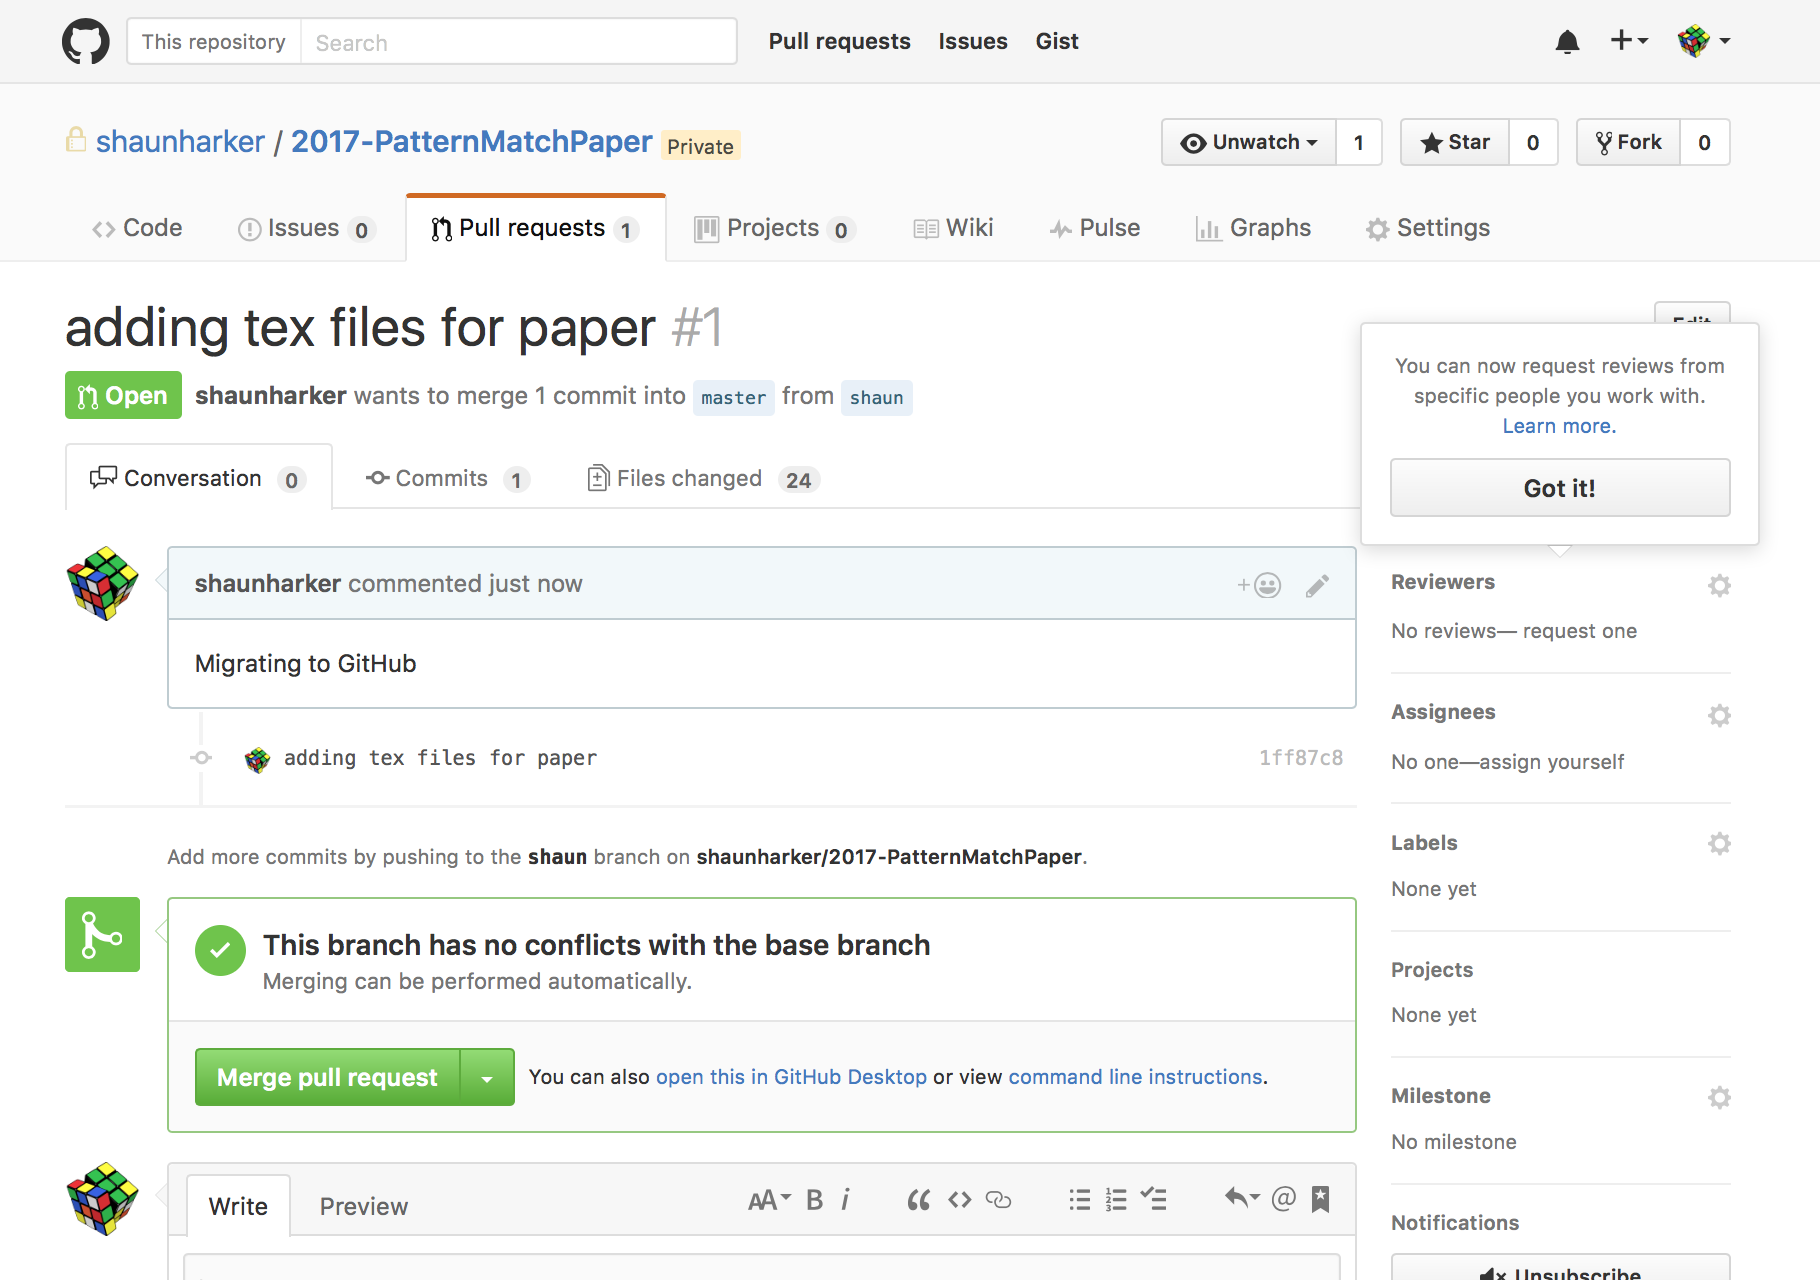 This repository Search Pull requests Issues Gist
shaunharker / 2017-PatternMatchPaper Private Unwatch 1 Star 0 Fork 0
Code Issues 0 Pull requests 1 Projects 0 Wiki Pulse Graphs Settings
adding tex files for paper #1
Edit
Open shaunharker wants to merge 1 commit into master from shaun
You can now request reviews from
specific people you work with.
Learn more.
Got it!
Conversation 0 Commits 1 Files changed 24
shaunharker commented just now
Migrating to GitHub
adding tex files for paper 1ff87c8
Add more commits by pushing to the shaun branch on shaunharker/2017-PatternMatchPaper.
This branch has no conflicts with the base branch
Merging can be performed automatically.
Merge pull request You can also open this in GitHub Desktop or view command line instructions.
Write Preview AA B i
Reviewers
No reviews— request one
Assignees
No one—assign yourself
Labels
None yet
Projects
None yet
Milestone
No milestone
Notifications
Unsubscribe